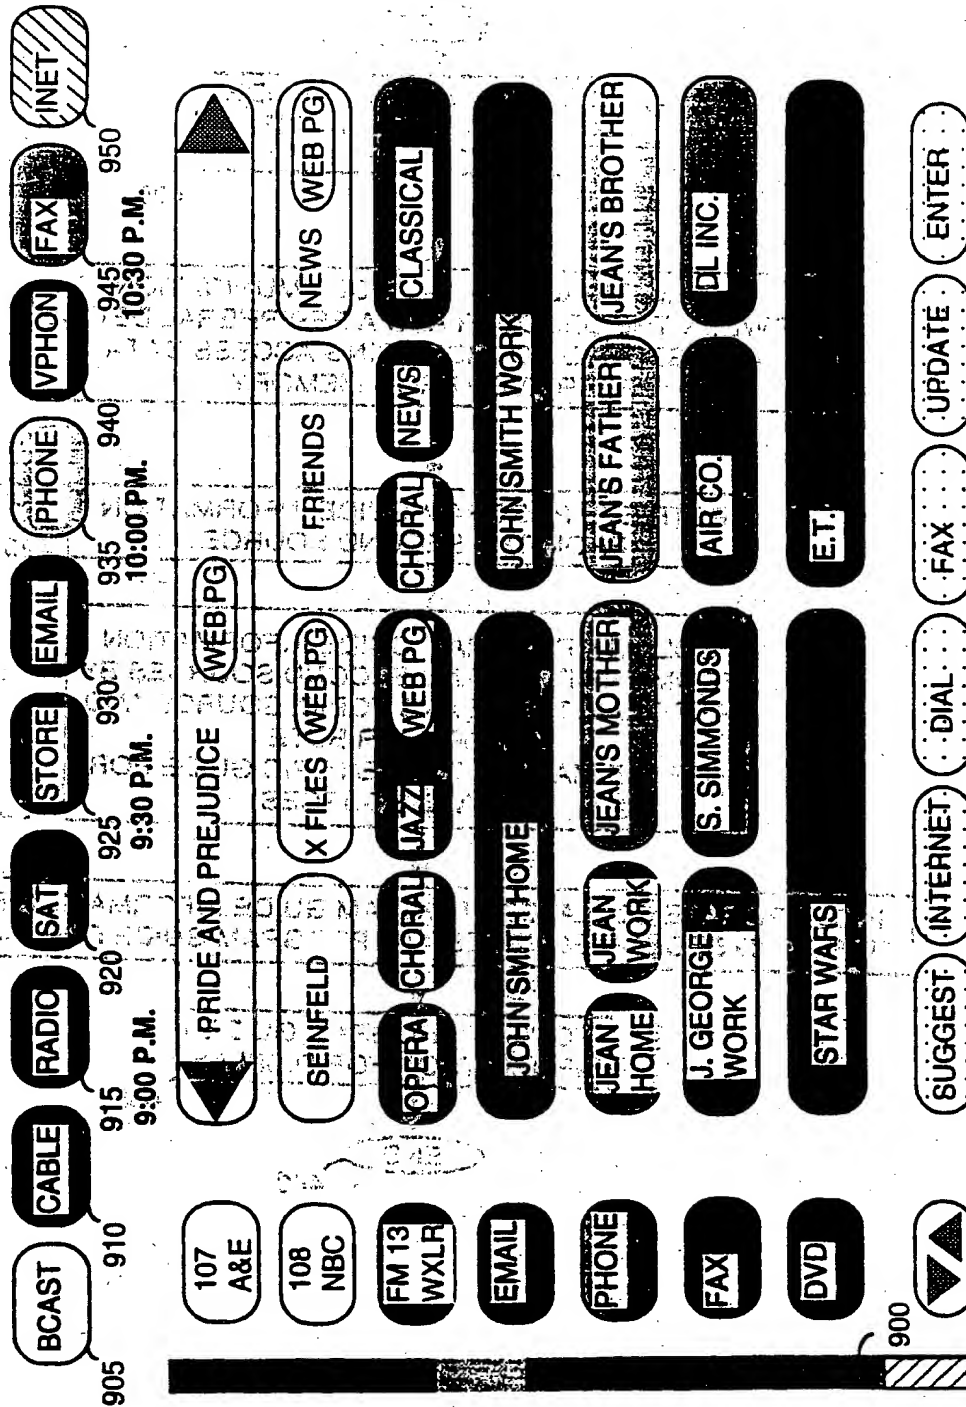 BCAST CABLE RADIO SAT STORE EMAIL PHONE VPHON FAX INET
905 910 915 920 925 930 935 940 945 950
9:00 P.M. 9:30 P.M. 10:00 PM. 10:30 P.M.
107 A&E PRIDE AND PREJUDICE WEB PG
108 NBC SEINFELD X FILES WEB PG FRIENDS NEWS WEB PG
FM 13 WXLR OPERA CHORAL JAZZ WEB PG CHORAL NEWS CLASSICAL
EMAIL JOHN SMITH HOME JOHN SMITH WORK
PHONE JEAN HOME JEAN WORK JEAN'S MOTHER JEAN'S FATHER JEAN'S BROTHER
FAX J. GEORGE WORK S. SIMMONDS AIR CO. DL INC.
DVD STAR WARS E.T.
900
SUGGEST INTERNET DIAL FAX UPDATE ENTER